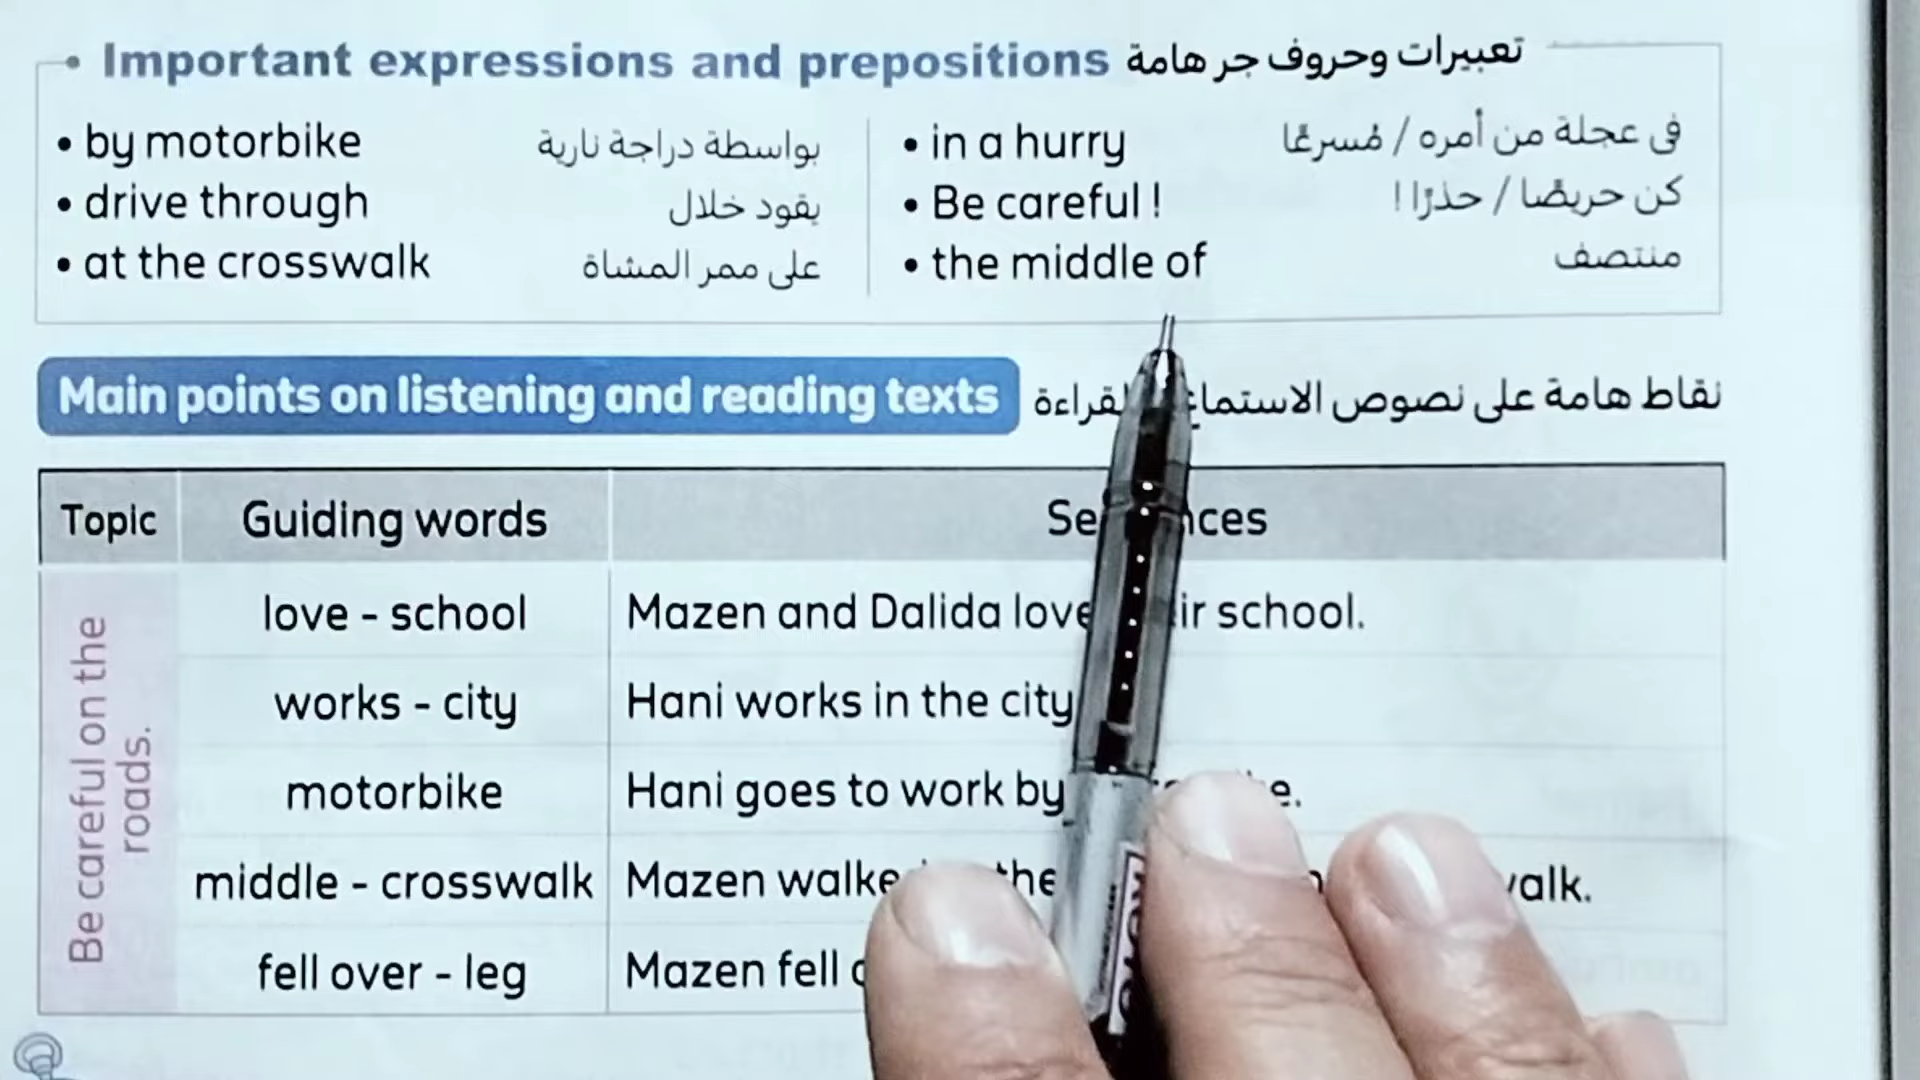 • Important expressions and prepositions تعبيرات وحروف جر هامة
• by motorbike بواسطة دراجة نارية
• drive through يقود خلال
• at the crosswalk على ممر المشاة
• in a hurry فى عجلة من أمره / مُسرعًا
• Be careful ! كن حريصًا / حذرًا !
• the middle of منتصف
Main points on listening and reading texts نقاط هامة على نصوص
Topic Guiding words
Be careful on the
roads.
love - school Mazen and Dalida love school.
works - city Hani works in the city
motorbike Hani goes to work by
middle - crosswalk Mazen
fell over - leg Mazen fell